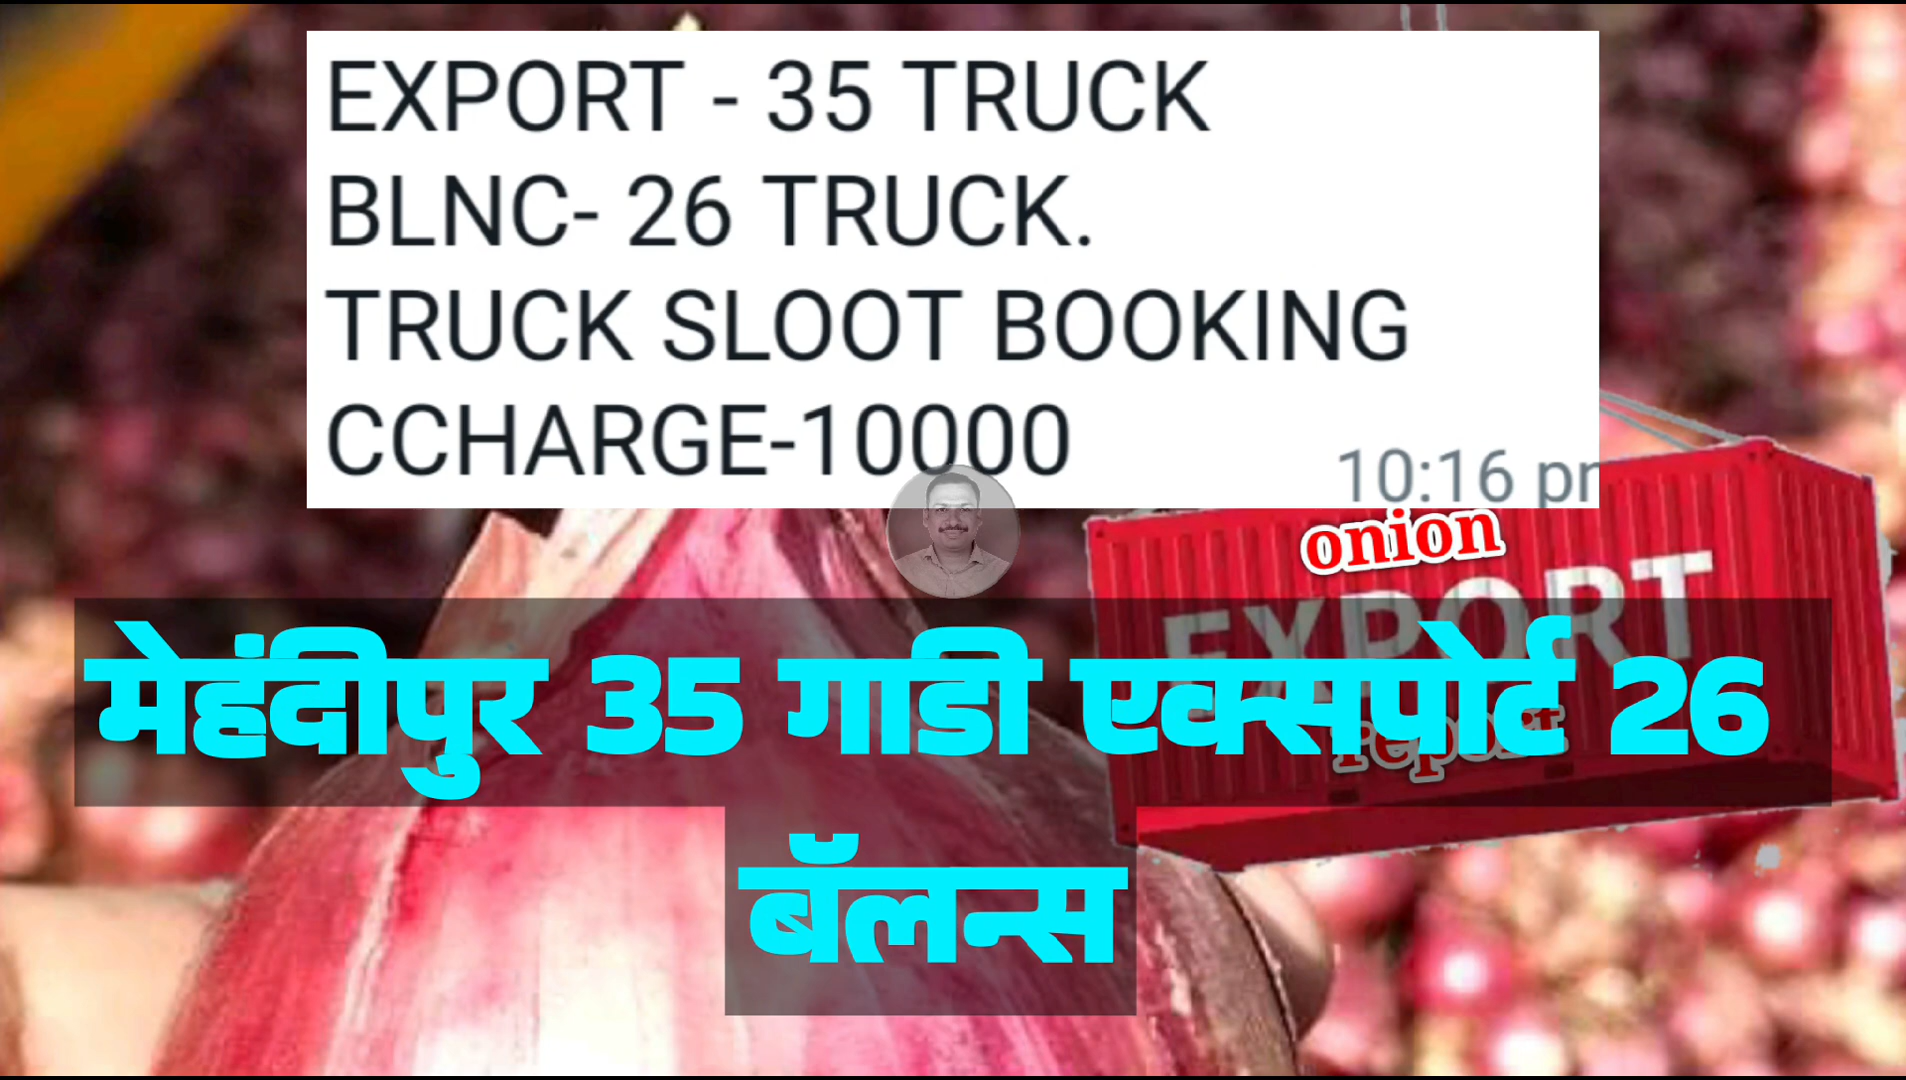 EXPORT - 35 TRUCK
BLNC- 26 TRUCK.
TRUCK SLOOT BOOKING
CCHARGE-10000
10:16 pm
onion
EXPORT
report
मेहंदीपुर 35 गाडी एक्सपोर्ट 26
बॅलन्स